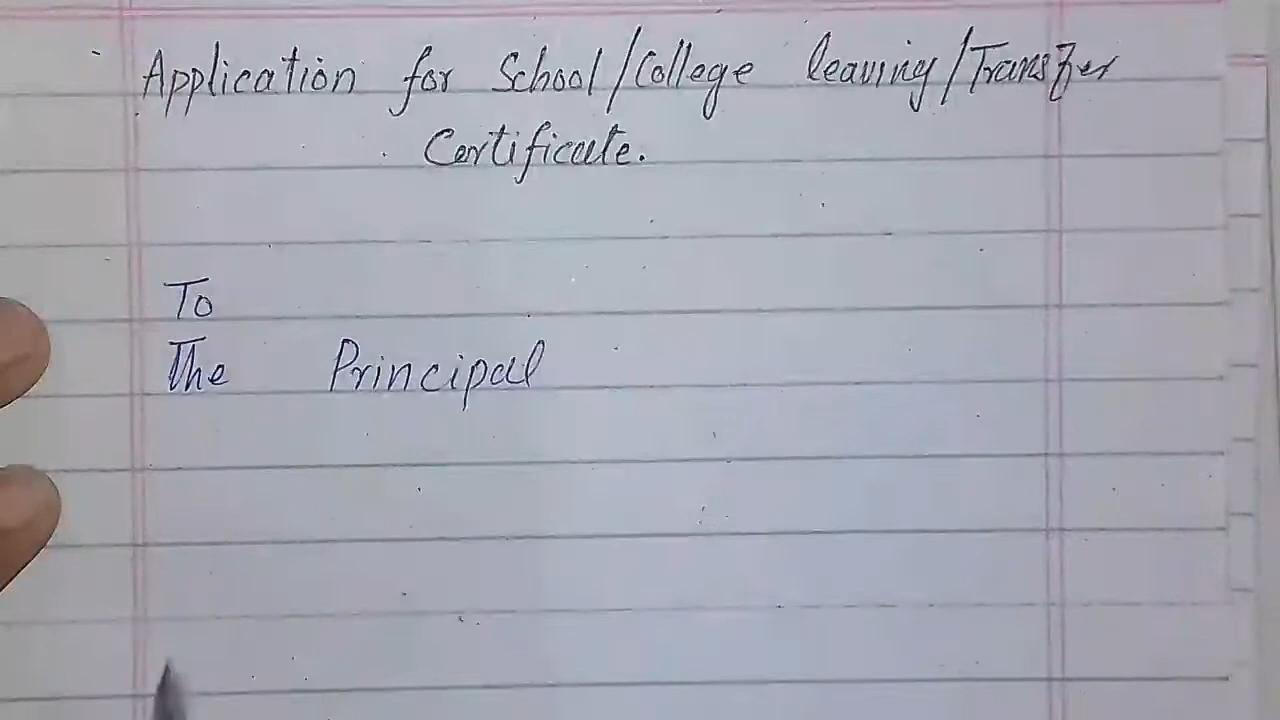 Application for School/College leaving/Transfer
Certificate.
To
The Principal